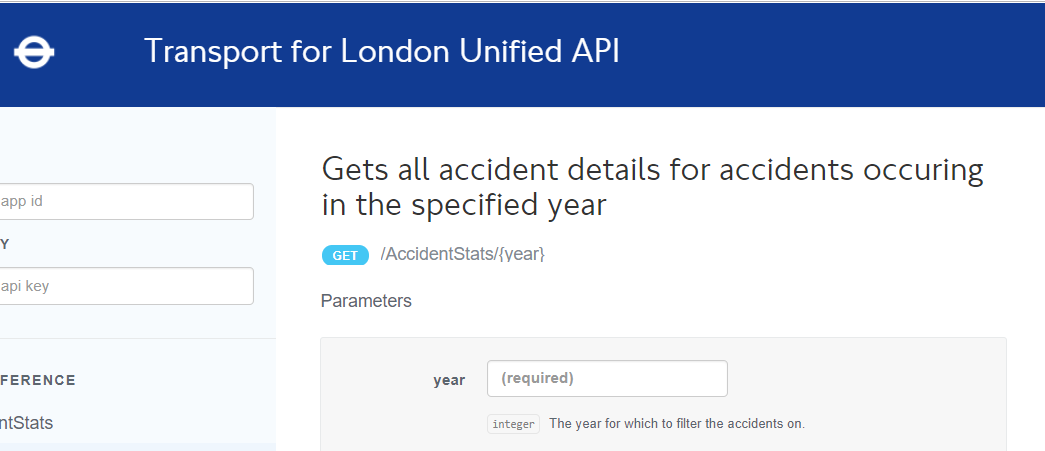 Transport for London Unified API
app id
Y
api key
FERENCE
ntStats
Gets all accident details for accidents occuring
in the specified year
GET /AccidentStats/{year}
Parameters
year (required)
integer The year for which to filter the accidents on.